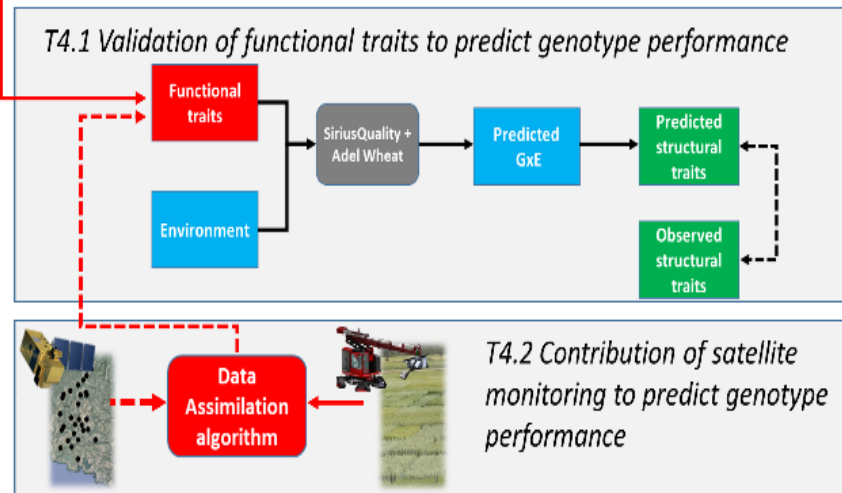 T4.1 Validation of functional traits to predict genotype performance
Functional
traits
SiriusQuality +
Adel Wheat
Predicted
GxE
Predicted
structural
traits
Environment
Observed
structural
traits
Data
Assimilation
algorithm
T4.2 Contribution of satellite
monitoring to predict genotype
performance